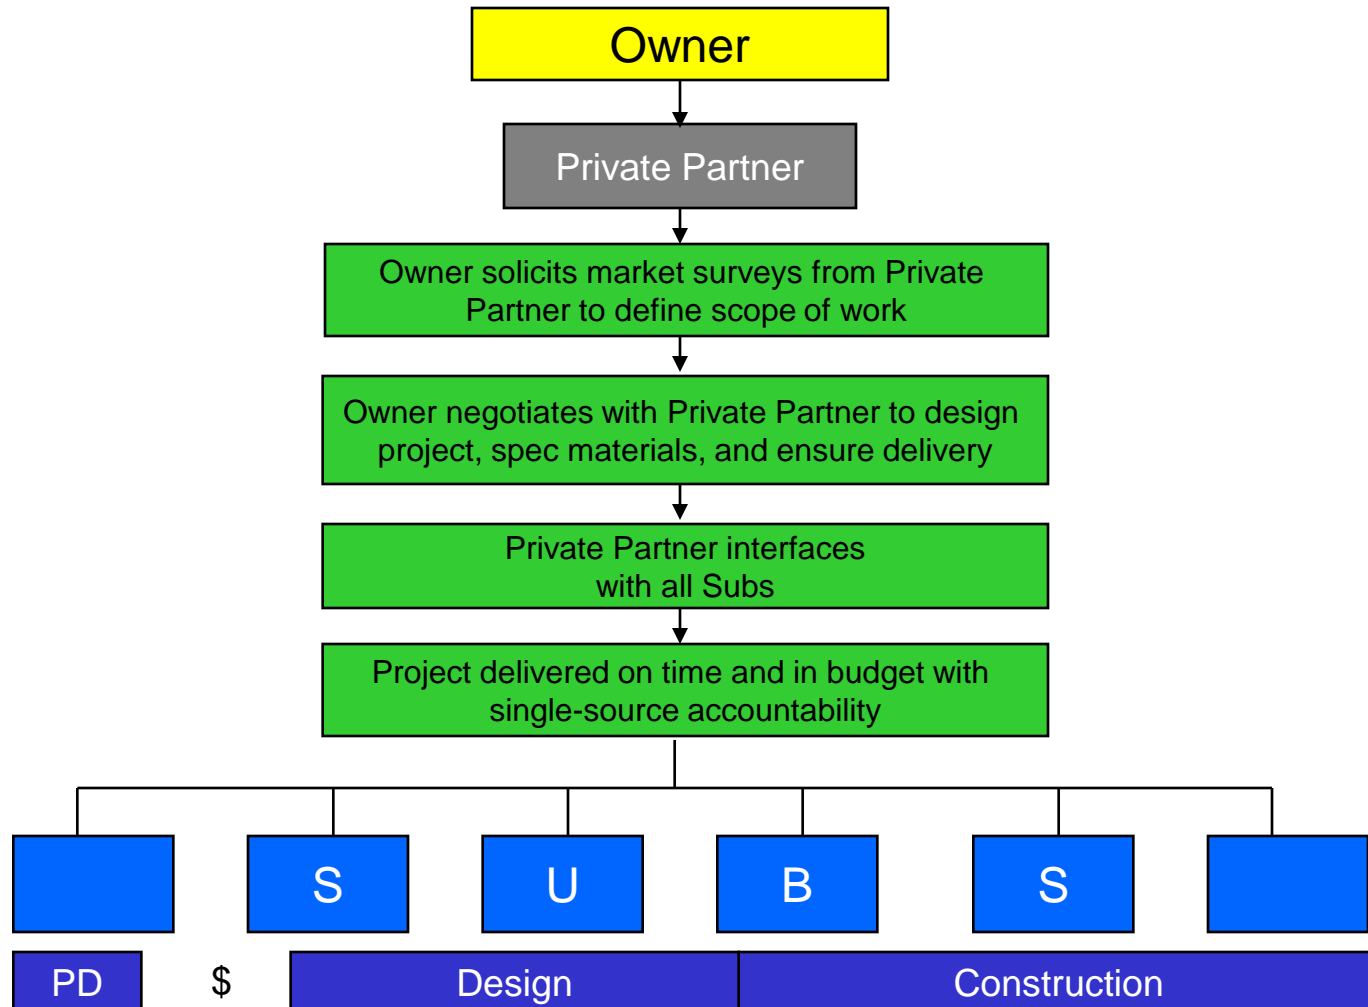 Owner
Private Partner
Owner solicits market surveys from Private
Partner to define scope of work
Owner negotiates with Private Partner to design
project, spec materials, and ensure delivery
Private Partner interfaces
with all Subs
Project delivered on time and in budget with
single-source accountability
S U B S
PD $ Design Construction